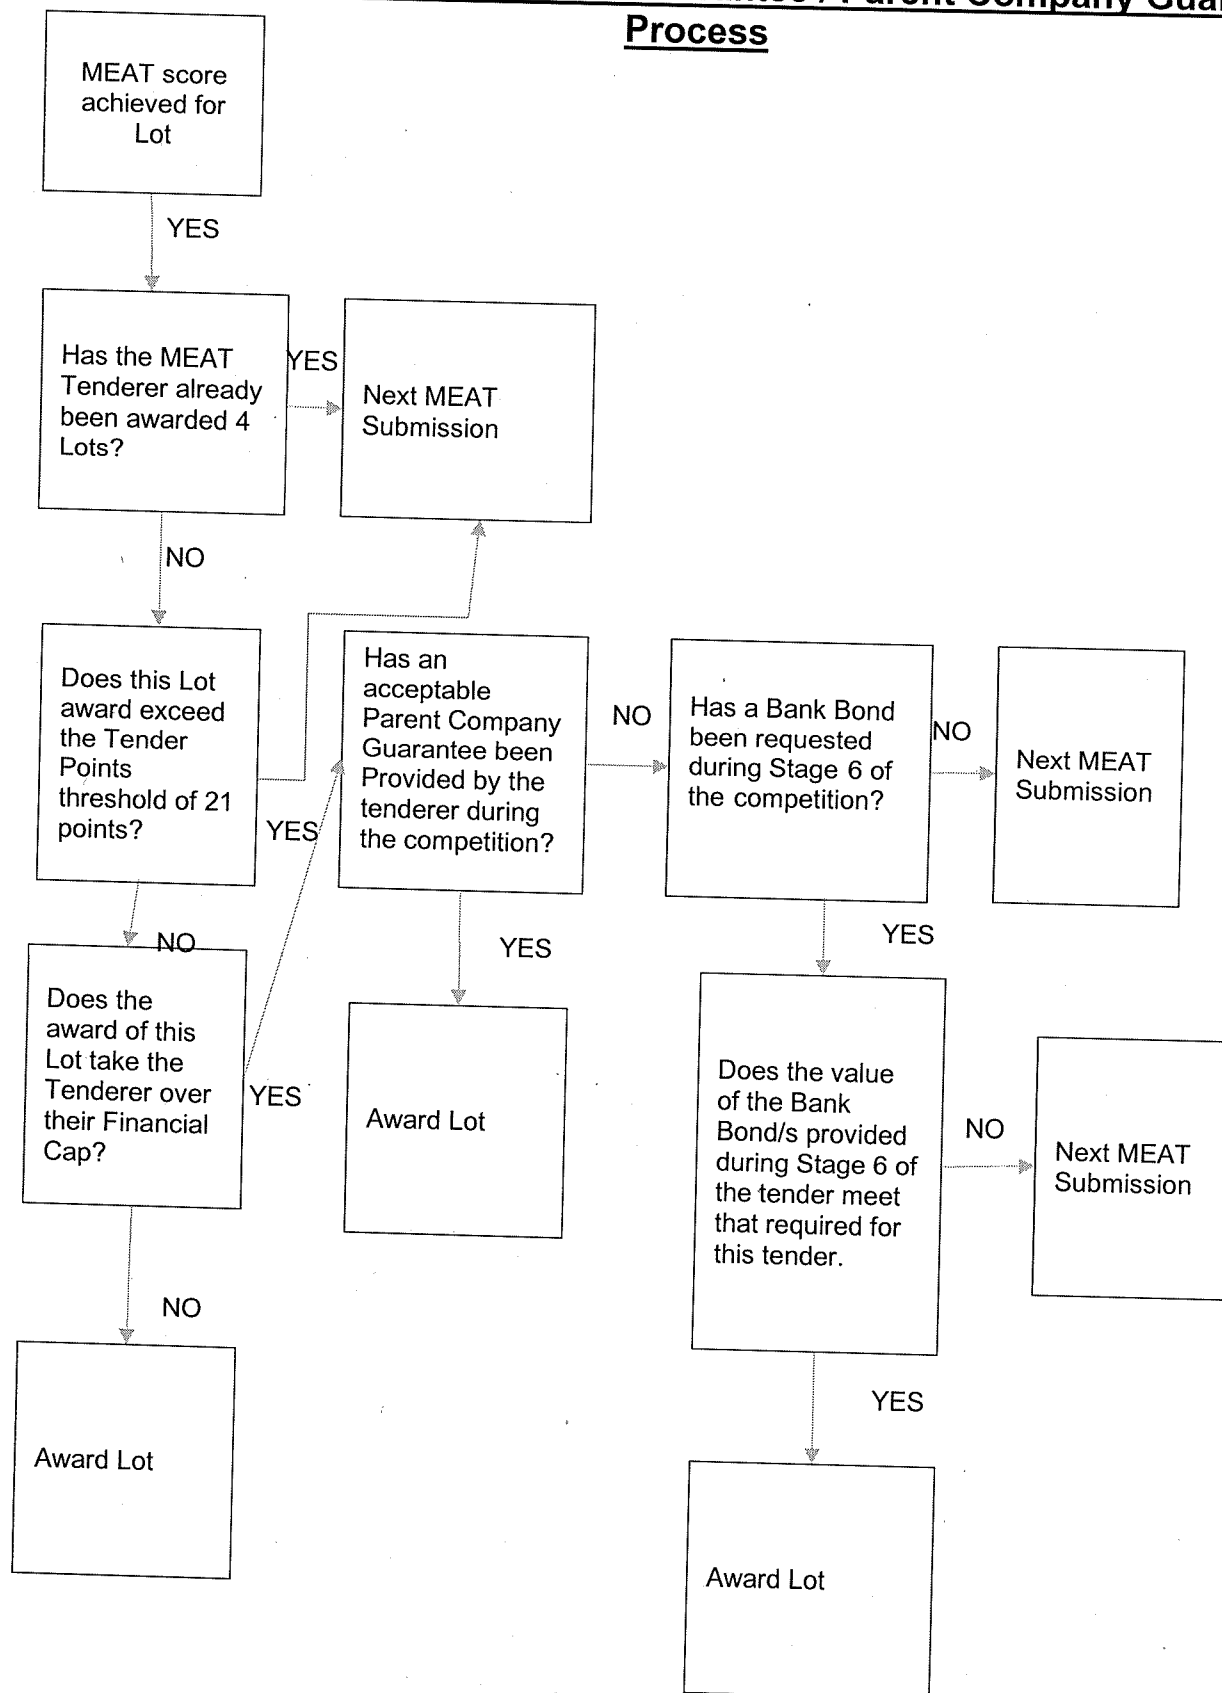 Parent Company
Process
MEAT score
achieved for
Lot
YES
Has the MEAT
Tenderer already
been awarded 4
Lots?
YES
Next MEAT
Submission
NO
Does this Lot
award exceed
the Tender
Points
threshold of 21
points?
YES
Has an
acceptable
Parent Company
Guarantee been
Provided by the
tenderer during
the competition?
NO
Has a Bank Bond
been requested
during Stage 6 of
the competition?
NO
Next MEAT
Submission
NO
YES
YES
Does the
award of this
Lot take the
Tenderer over
their Financial
Cap?
YES
Award Lot
Does the value
of the Bank
Bond/s provided
during Stage 6 of
the tender meet
that required for
this tender.
NO
Next MEAT
Submission
NO
YES
Award Lot
Award Lot